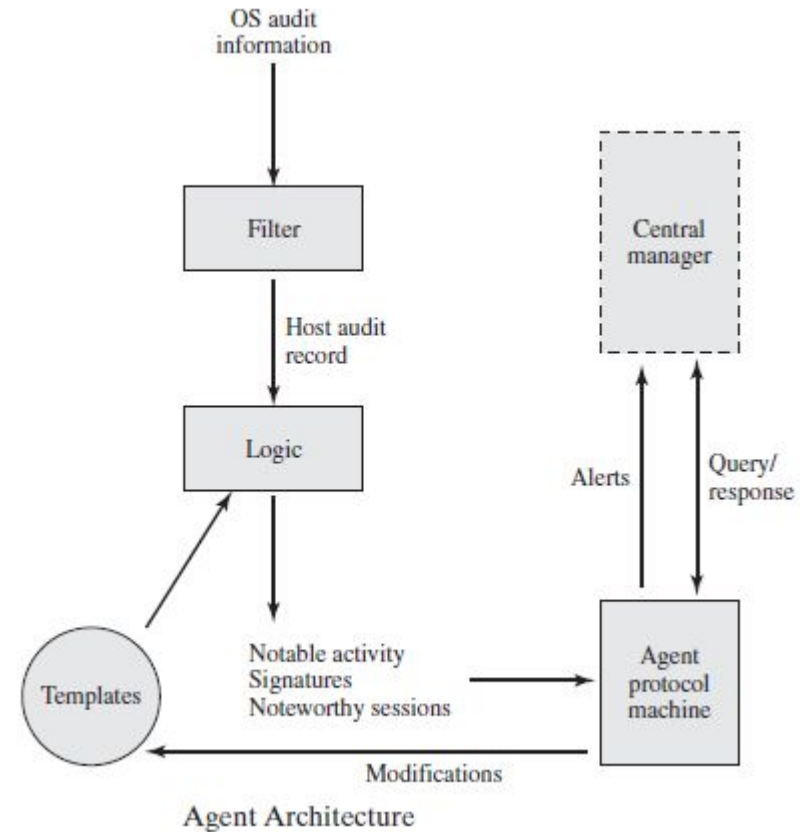 OS audit
information
Filter
Central
manager
Host audit
record
Logic
Alerts
Query/
response
Notable activity
Signatures
Noteworthy sessions
Templates
Agent
protocol
machine
Modifications
Agent Architecture